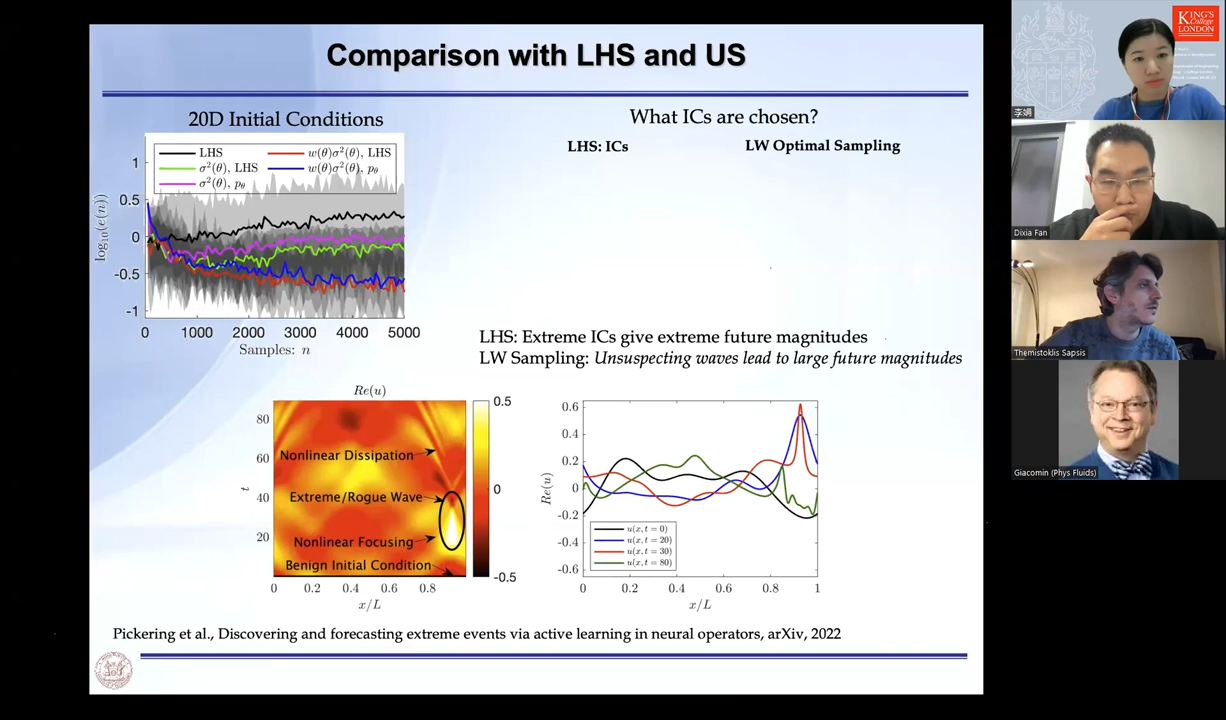 Comparison with LHS and US
20D Initial Conditions
What ICs are chosen?
LHS: ICs
LW Optimal Sampling
LHS
σ²(θ), LHS
σ²(θ), pθ
w(θ)σ²(θ), LHS
w(θ)σ²(θ), pθ
log₁₀(e(n))
1
0.5
0
-0.5
-1
0 1000 2000 3000 4000 5000
Samples: n
LHS: Extreme ICs give extreme future magnitudes
LW Sampling: Unsuspecting waves lead to large future magnitudes
Re(u)
t
80
60
40
20
Nonlinear Dissipation
Extreme/Rogue Wave
Nonlinear Focusing
Benign Initial Condition
0 0.2 0.4 0.6 0.8
x/L
0.5
0
-0.5
Re(u)
0.6
0.4
0.2
0
-0.2
-0.4
-0.6
u(x, t = 0)
u(x, t = 20)
u(x, t = 30)
u(x, t = 80)
0 0.2 0.4 0.6 0.8 1
x/L
Pickering et al., Discovering and forecasting extreme events via active learning in neural operators, arXiv, 2022
KING'S
College
LONDON
李娟
Dixia Fan
Themistoklis Sapsis
Giacomin (Phys Fluids)